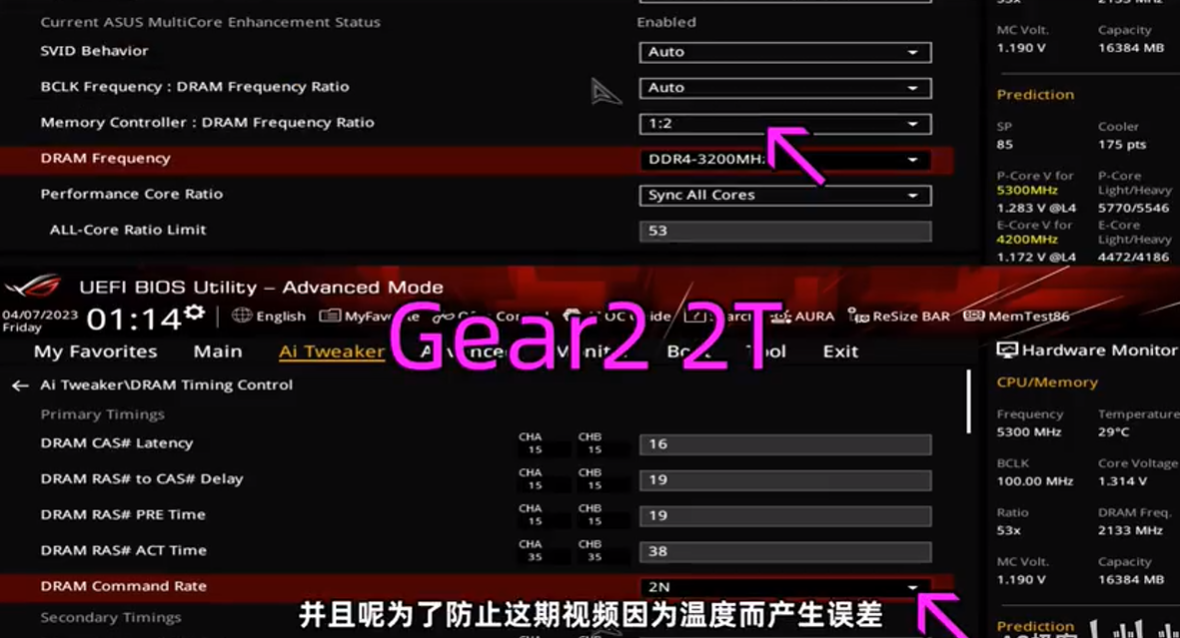 53x 2133 MHz
Current ASUS MultiCore Enhancement Status Enabled
MC Volt. Capacity
SVID Behavior Auto
1.190 V 16384 MB
BCLK Frequency : DRAM Frequency Ratio Auto
Prediction
Memory Controller : DRAM Frequency Ratio 1:2
SP Cooler
85 175 pts
DRAM Frequency DDR4-3200MHz
P-Core V for P-Core
5300MHz Light/Heavy
Performance Core Ratio Sync All Cores
1.283 V @L4 5770/5546
E-Core V for E-Core
ALL-Core Ratio Limit 53
4200MHz Light/Heavy
1.172 V @L4 4472/4186
UEFI BIOS Utility – Advanced Mode
04/07/2023
Friday
01:14
English ReSize BAR MemTest86
AURA
Gear2 2T
My Favorites Main Ai Tweaker Exit
Hardware Monitor
Ai Tweaker\DRAM Timing Control
CPU/Memory
Primary Timings
Frequency Temperature
5300 MHz 29°C
DRAM CAS# Latency CHA 15 CHB 15 16
BCLK Core Voltage
100.00 MHz 1.314 V
DRAM RAS# to CAS# Delay CHA 15 CHB 15 19
Ratio DRAM Freq.
53x 2133 MHz
DRAM RAS# PRE Time CHA 15 CHB 15 19
DRAM RAS# ACT Time CHA 35 CHB 35 38
MC Volt. Capacity
1.190 V 16384 MB
DRAM Command Rate 2N
Secondary Timings
Prediction
并且呢为了防止这期视频因为温度而产生误差